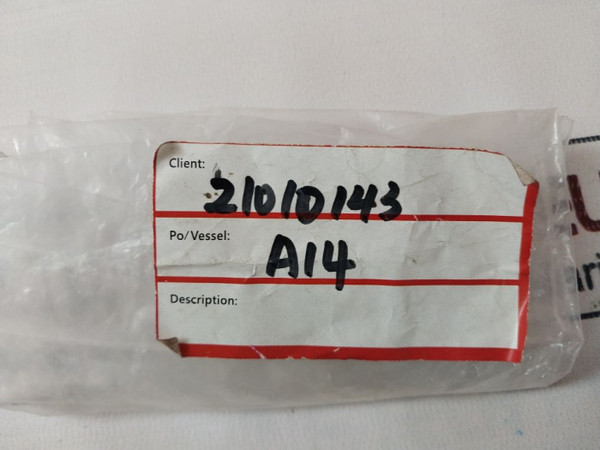 Client:
21010143
Po/Vessel:
A14
Description: